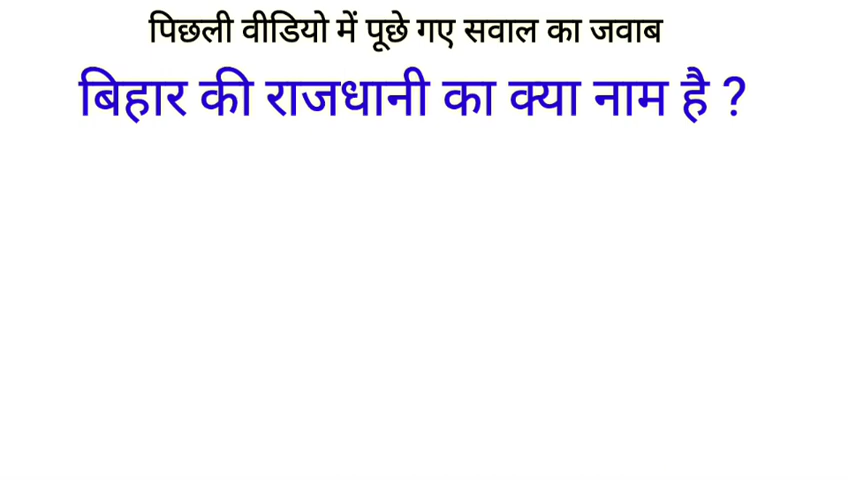 पिछली वीडियो में पूछे गए सवाल का जवाब
बिहार की राजधानी का क्या नाम है ?